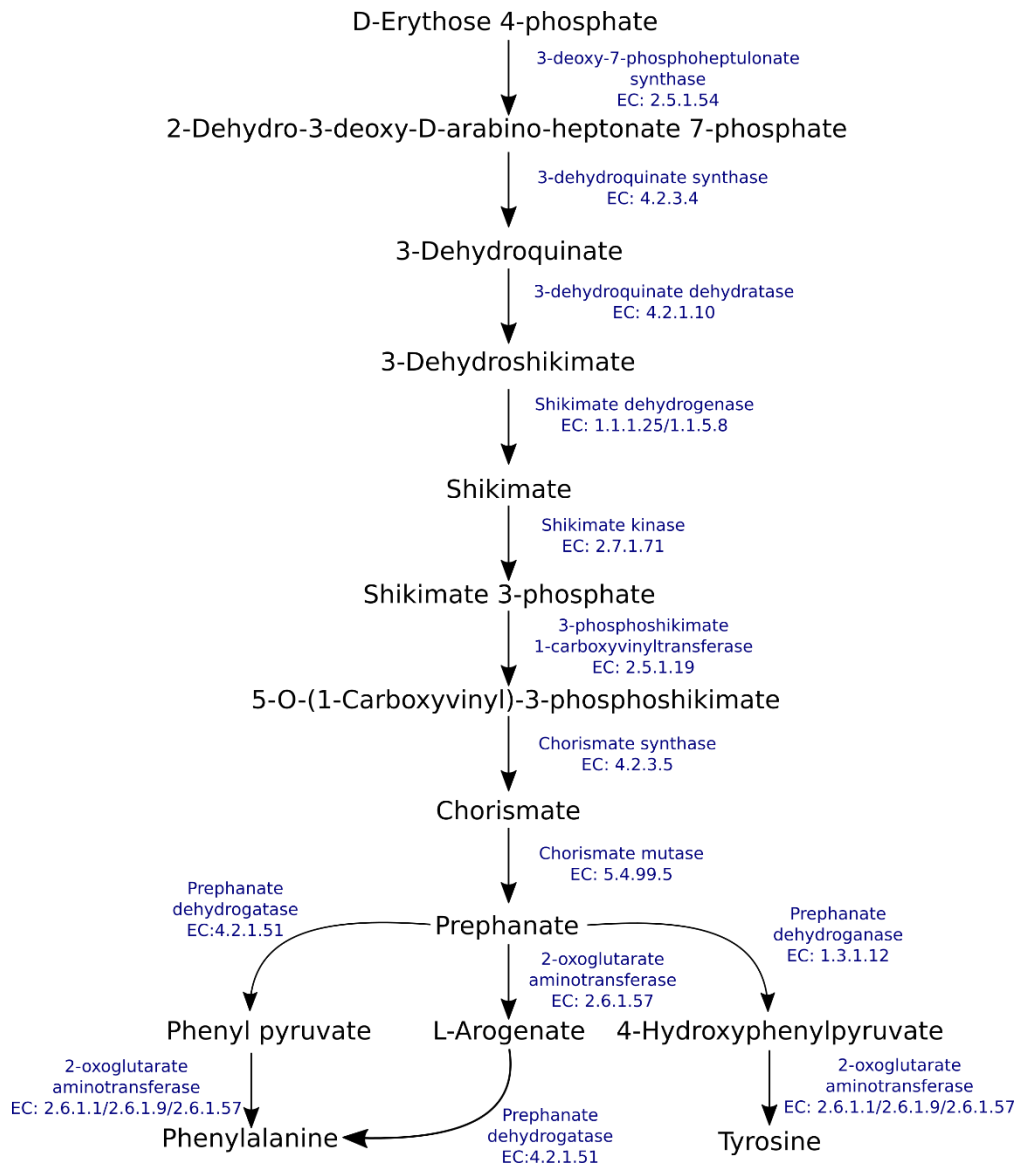 D-Erythose 4-phosphate
3-deoxy-7-phosphoheptulonate
synthase
EC: 2.5.1.54
2-Dehydro-3-deoxy-D-arabino-heptonate 7-phosphate
3-dehydroquinate synthase
EC: 4.2.3.4
3-Dehydroquinate
3-dehydroquinate dehydratase
EC: 4.2.1.10
3-Dehydroshikimate
Shikimate dehydrogenase
EC: 1.1.1.25/1.1.5.8
Shikimate
Shikimate kinase
EC: 2.7.1.71
Shikimate 3-phosphate
3-phosphoshikimate
1-carboxyvinyltransferase
EC: 2.5.1.19
5-O-(1-Carboxyvinyl)-3-phosphoshikimate
Chorismate synthase
EC: 4.2.3.5
Chorismate
Chorismate mutase
EC: 5.4.99.5
Prephanate
dehydrogatase
EC:4.2.1.51
Prephanate
Prephanate
dehydroganase
EC: 1.3.1.12
2-oxoglutarate
aminotransferase
EC: 2.6.1.57
Phenyl pyruvate
L-Arogenate
4-Hydroxyphenylpyruvate
2-oxoglutarate
aminotransferase
EC: 2.6.1.1/2.6.1.9/2.6.1.57
2-oxoglutarate
aminotransferase
EC: 2.6.1.1/2.6.1.9/2.6.1.57
Prephanate
dehydrogatase
EC:4.2.1.51
Phenylalanine
Tyrosine